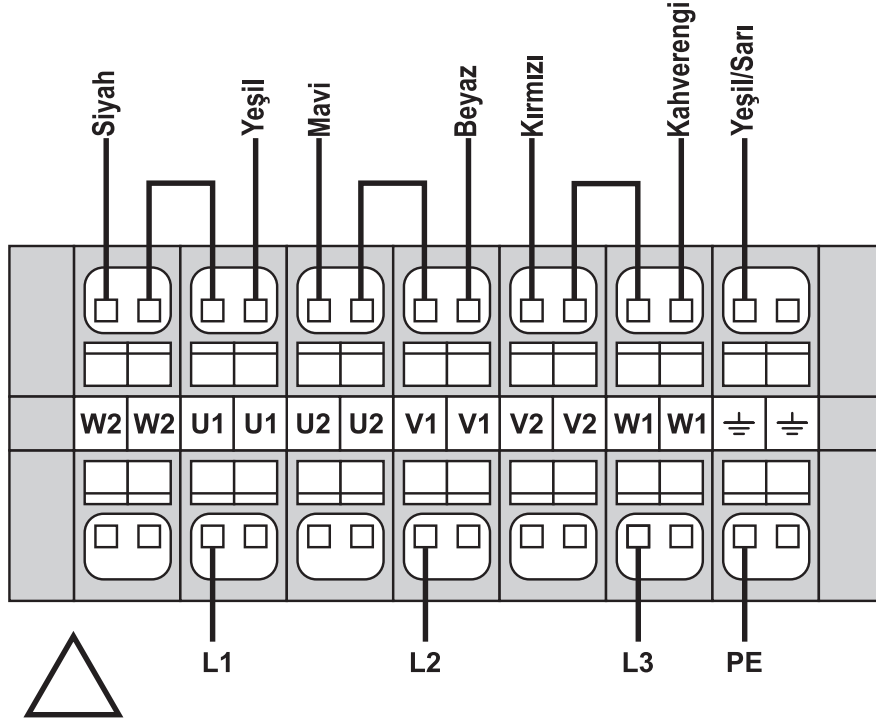 Siyah
Yeşil
Mavi
Beyaz
Kırmızı
Kahverengi
Yeşil/Sarı
W2 W2 U1 U1 U2 U2 V1 V1 V2 V2 W1 W1
L1 L2 L3 PE